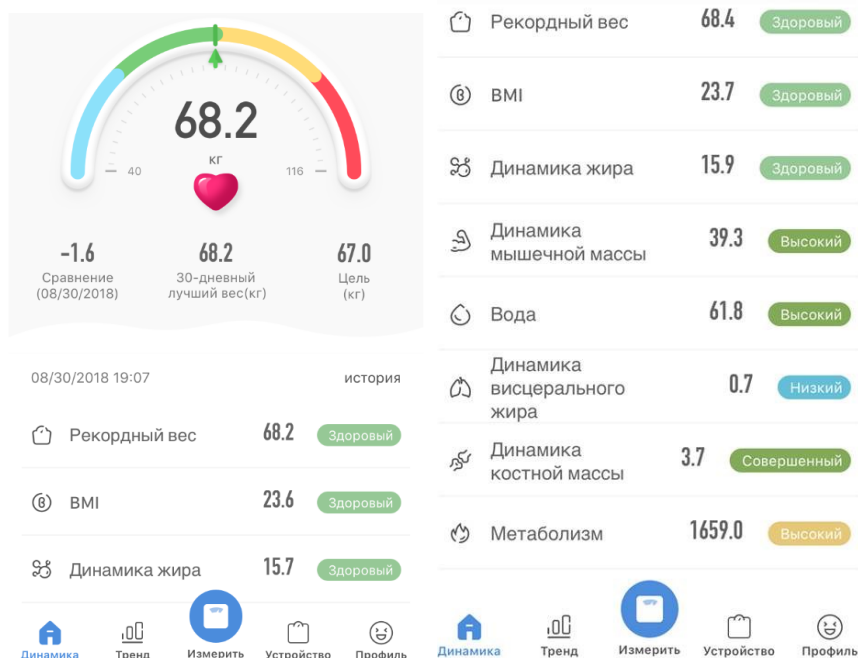 68.2
кг
40
116
-1.6
68.2
67.0
Сравнение
(08/30/2018)
30-дневный
лучший вес(кг)
Цель
(кг)
08/30/2018 19:07
история
Рекордный вес 68.2 Здоровый
BMI 23.6 Здоровый
Динамика жира 15.7 Здоровый
Динамика
Тренд
Измерить
Устройство
Профиль
Рекордный вес 68.4 Здоровый
BMI 23.7 Здоровый
Динамика жира 15.9 Здоровый
Динамика
мышечной массы 39.3 Высокий
Вода 61.8 Высокий
Динамика
висцерального 0.7 Низкий
жира
Динамика
костной массы 3.7 Совершенный
Метаболизм 1659.0 Высокий
Динамика
Тренд
Измерить
Устройство
Профиль